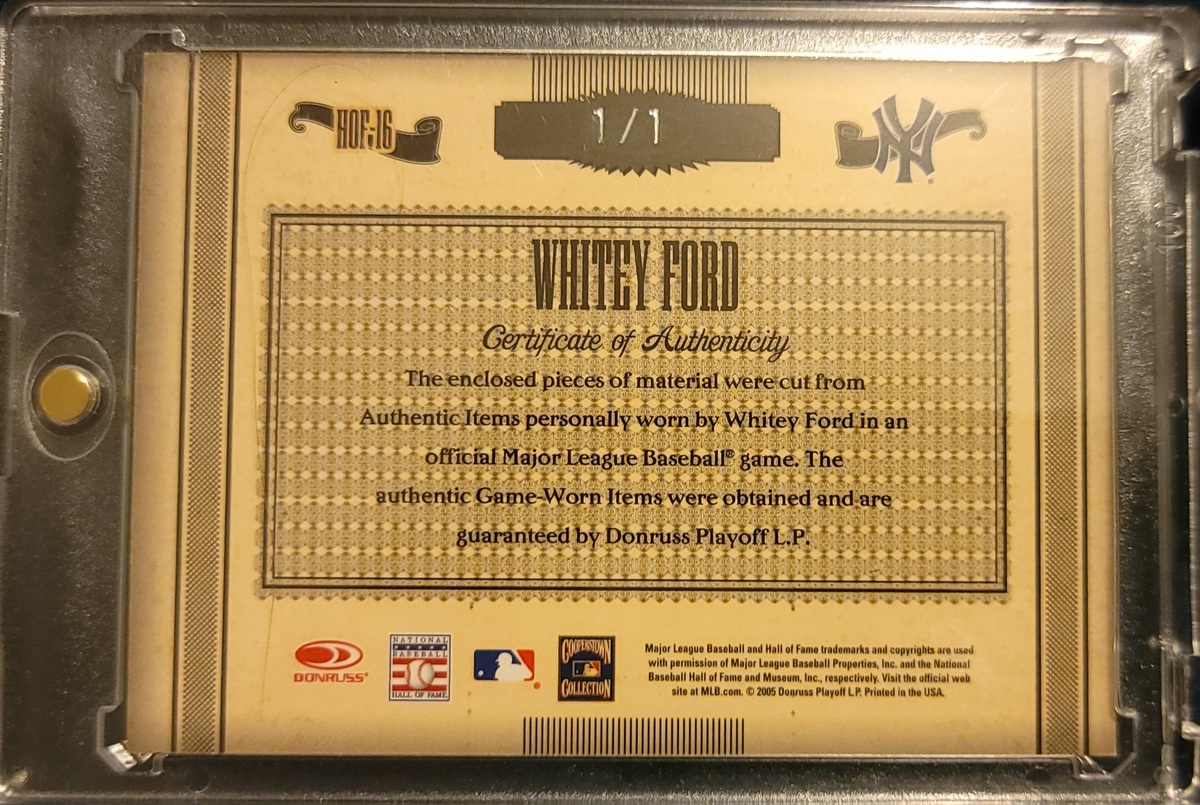 HOF-16
1/1
NY
WHITEY FORD
Certificate of Authenticity
The enclosed pieces of material were cut from
Authentic Items personally worn by Whitey Ford in an
official Major League Baseball® game. The
authentic Game-Worn Items were obtained and are
guaranteed by Donruss Playoff L.P.
DONRUSS®
NATIONAL
BASEBALL
HALL OF FAME
COOPERSTOWN
COLLECTION
Major League Baseball and Hall of Fame trademarks and copyrights are used
with permission of Major League Baseball Properties, Inc. and the National
Baseball Hall of Fame and Museum, Inc., respectively. Visit the official web
site at MLB.com. © 2005 Donruss Playoff L.P. Printed in the USA.